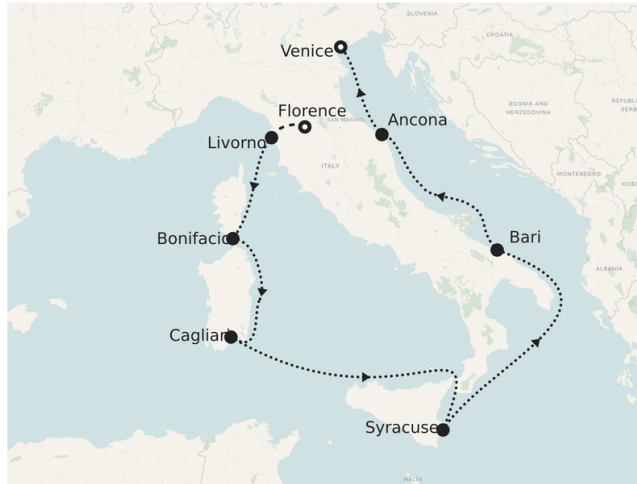 SLOVENIA
CROATIA
Venice
BOSNIA AND
HERZEGOVINA
Florence
SAN MARINO
Ancona
Livorno
ITALY
MONTENEGRO
Bonifacio
Bari
ALBANIA
Cagliari
Syracuse
MALTA